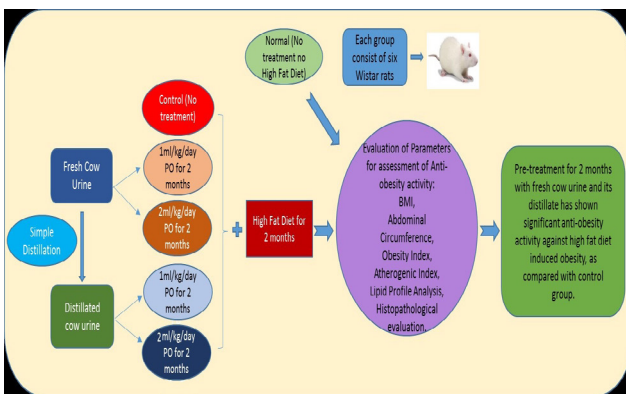 Normal (No
treatment no
High Fat Diet)
Each group
consist of six
Wistar rats
Control (No
treatment)
Fresh Cow
Urine
1ml/kg/day
PO for 2
months
2ml/kg/day
PO for 2
months
Simple
Distillation
Distillated
cow urine
1ml/kg/day
PO for 2
months
2ml/kg/day
PO for 2
months
High Fat Diet for
2 months
Evaluation of Parameters
for assessment of Anti-
obesity activity:
BMI,
Abdominal
Circumference,
Obesity Index,
Atherogenic Index,
Lipid Profile Analysis,
Histopathological
evaluation,
Pre-treatment for 2 months
with fresh cow urine and its
distillate has shown
significant anti-obesity
activity against high fat diet
induced obesity, as
compared with control
group.